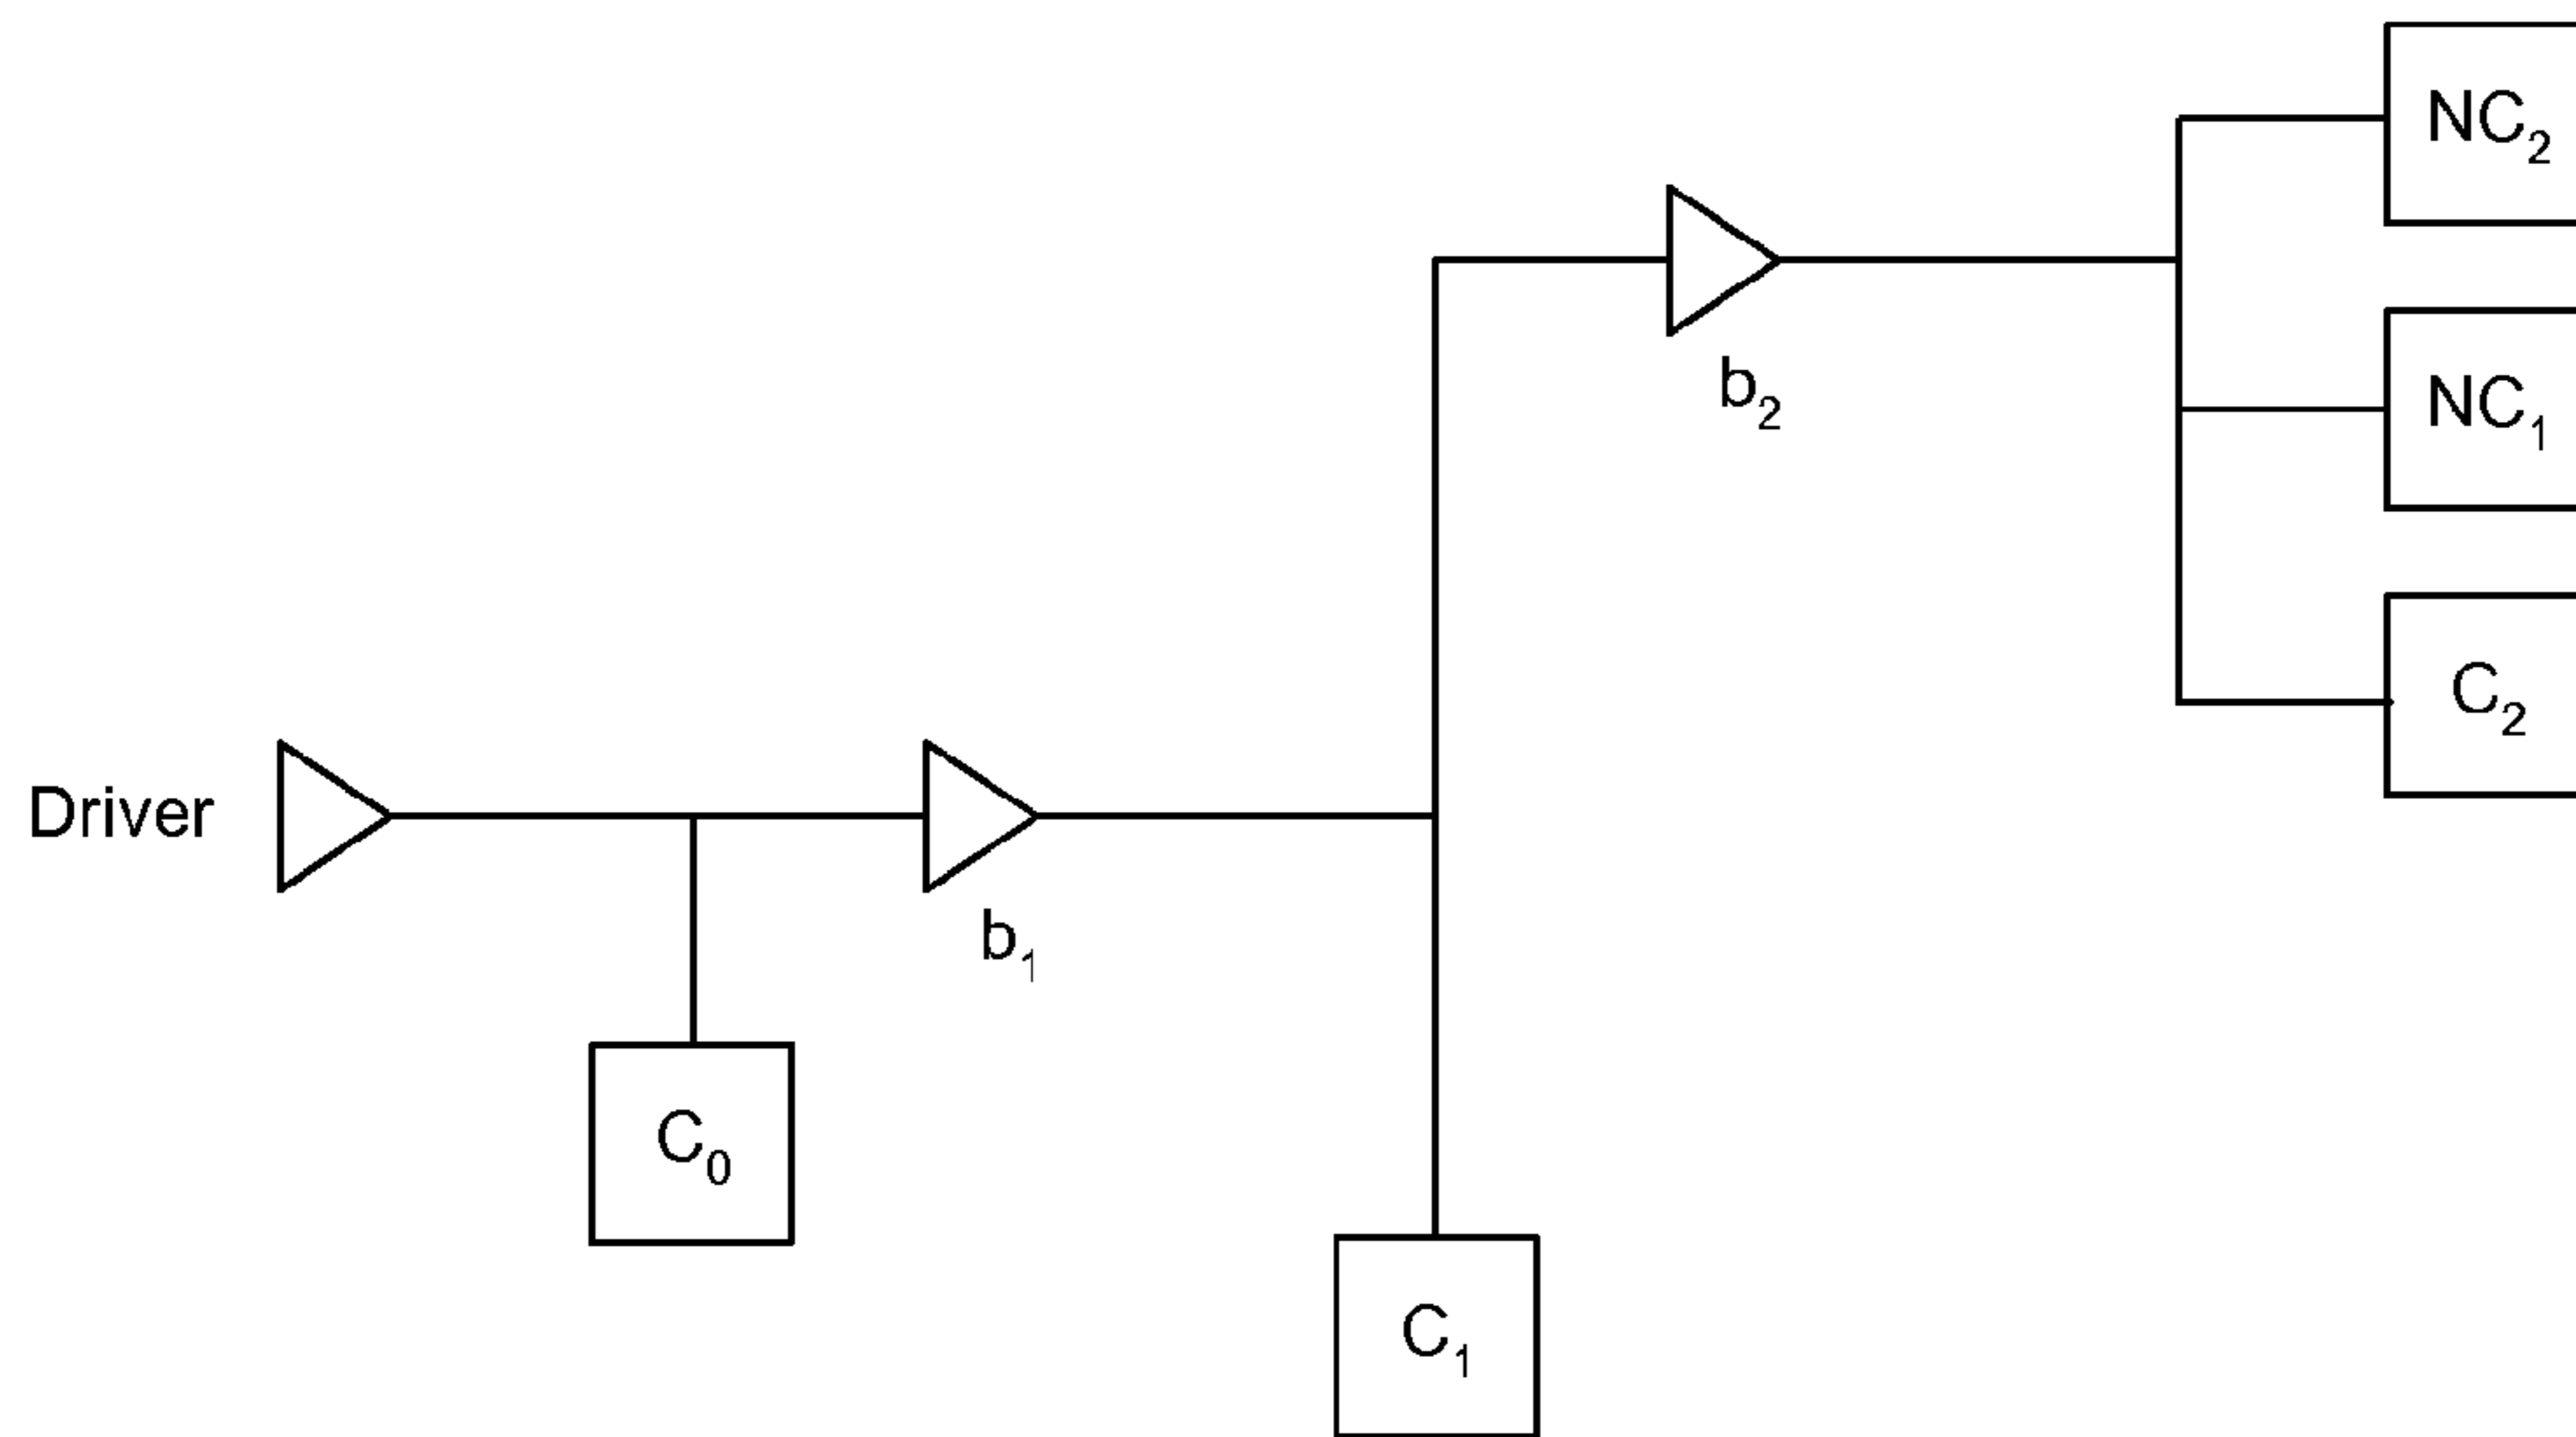 NC₂
b₂
NC₁
C₂
Driver
b₁
C₀
C₁